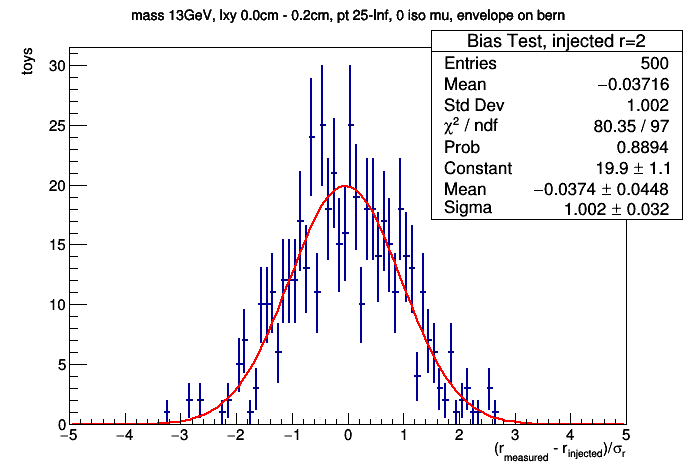 mass 13GeV, lxy 0.0cm - 0.2cm, pt 25-Inf, 0 iso mu, envelope on bern
Bias Test, injected r=2
Entries 500
Mean −0.03716
Std Dev 1.002
χ² / ndf 80.35 / 97
Prob 0.8894
Constant 19.9 ± 1.1
Mean −0.0374 ± 0.0448
Sigma 1.002 ± 0.032
toys
30
25
20
15
10
5
0
−5 −4 −3 −2 −1 0 1 2 3 4 5
(r_measured - r_injected)/σ_r